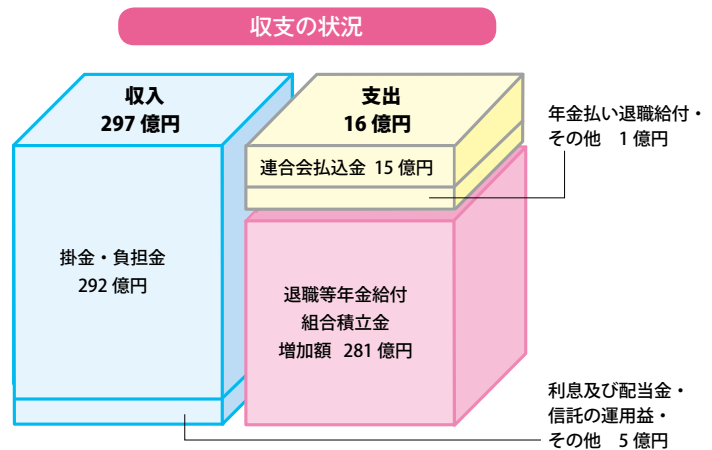 収支の状況
収入
297 億円
支出
16 億円
年金払い退職給付・
その他　1 億円
連合会払込金 15 億円
掛金・負担金
292 億円
退職等年金給付
組合積立金
増加額 281 億円
利息及び配当金・
信託の運用益・
その他　5 億円